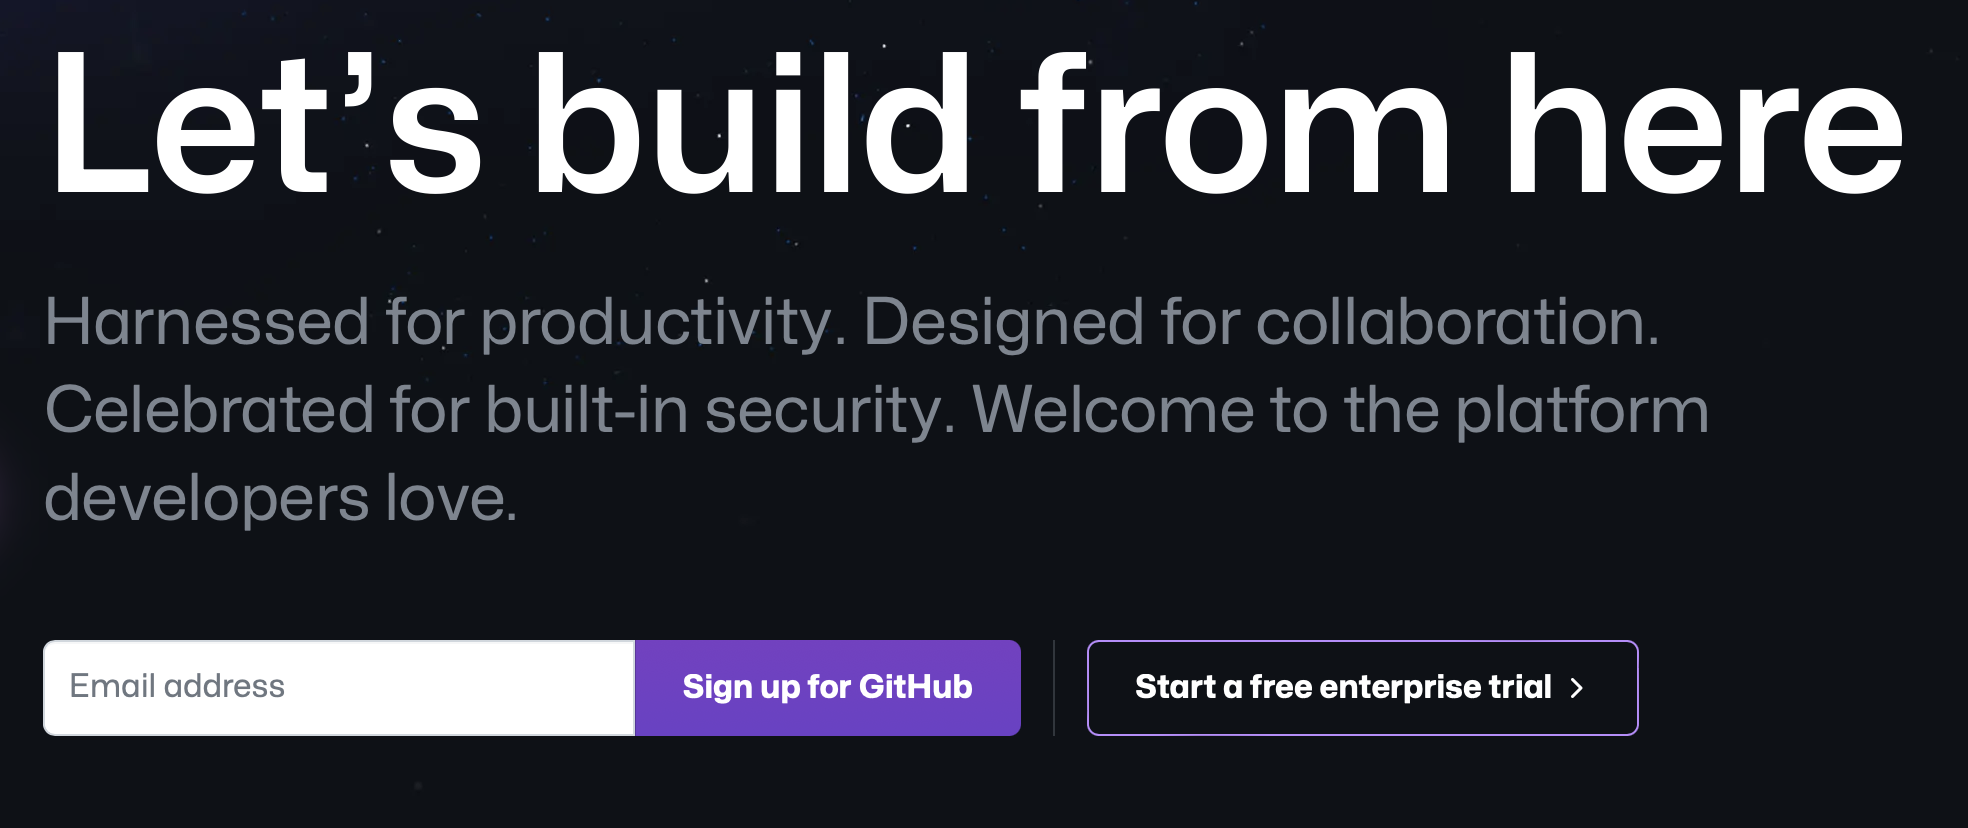 Let’s build from here
Harnessed for productivity. Designed for collaboration.
Celebrated for built-in security. Welcome to the platform
developers love.
Email address
Sign up for GitHub
Start a free enterprise trial